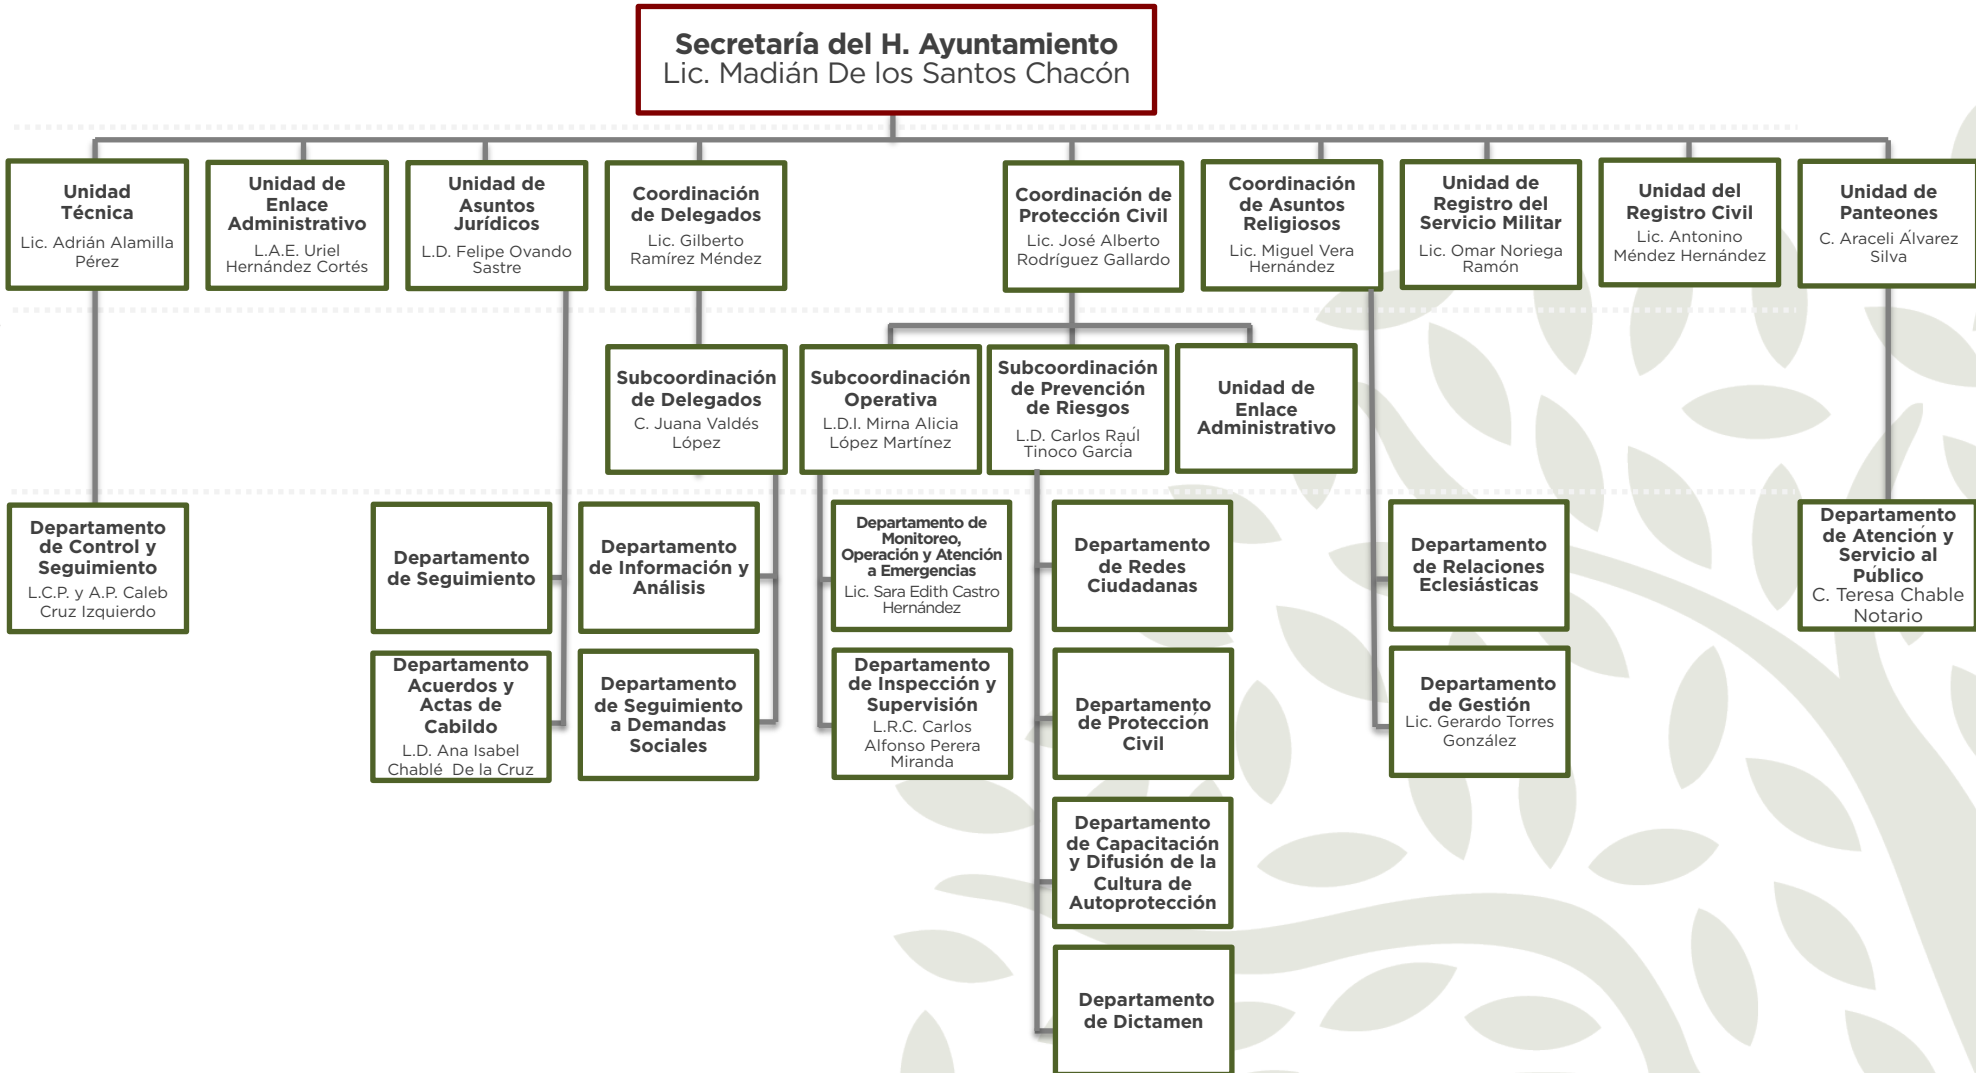 Secretaría del H. Ayuntamiento
Lic. Madián De los Santos Chacón
Unidad
Técnica
Lic. Adrián Alamilla
Pérez
Unidad de
Enlace
Administrativo
L.A.E. Uriel
Hernández Cortés
Unidad de
Asuntos
Jurídicos
L.D. Felipe Ovando
Sastre
Coordinación
de Delegados
Lic. Gilberto
Ramírez Méndez
Coordinación de
Protección Civil
Lic. José Alberto
Rodríguez Gallardo
Coordinación
de Asuntos
Religiosos
Lic. Miguel Vera
Hernández
Unidad de
Registro del
Servicio Militar
Lic. Omar Noriega
Ramón
Unidad del
Registro Civil
Lic. Antonino
Méndez Hernández
Unidad de
Panteones
C. Araceli Álvarez
Silva
Subcoordinación
de Delegados
C. Juana Valdés
López
Subcoordinación
Operativa
L.D.I. Mirna Alicia
López Martínez
Subcoordinación
de Prevención
de Riesgos
L.D. Carlos Raúl
Tinoco García
Unidad de
Enlace
Administrativo
Departamento
de Control y
Seguimiento
L.C.P. y A.P. Caleb
Cruz Izquierdo
Departamento
de Seguimiento
Departamento
de Información y
Análisis
Departamento de
Monitoreo,
Operación y Atención
a Emergencias
Lic. Sara Edith Castro
Hernández
Departamento
de Redes
Ciudadanas
Departamento
de Relaciones
Eclesiásticas
Departamento
de Atención y
Servicio al
Público
C. Teresa Chable
Notario
Departamento
Acuerdos y
Actas de
Cabildo
L.D. Ana Isabel
Chablé De la Cruz
Departamento
de Seguimiento
a Demandas
Sociales
Departamento
de Inspección y
Supervisión
L.R.C. Carlos
Alfonso Perera
Miranda
Departamento
de Protección
Civil
Departamento
de Gestión
Lic. Gerardo Torres
González
Departamento
de Capacitación
y Difusión de la
Cultura de
Autoprotección
Departamento
de Dictamen